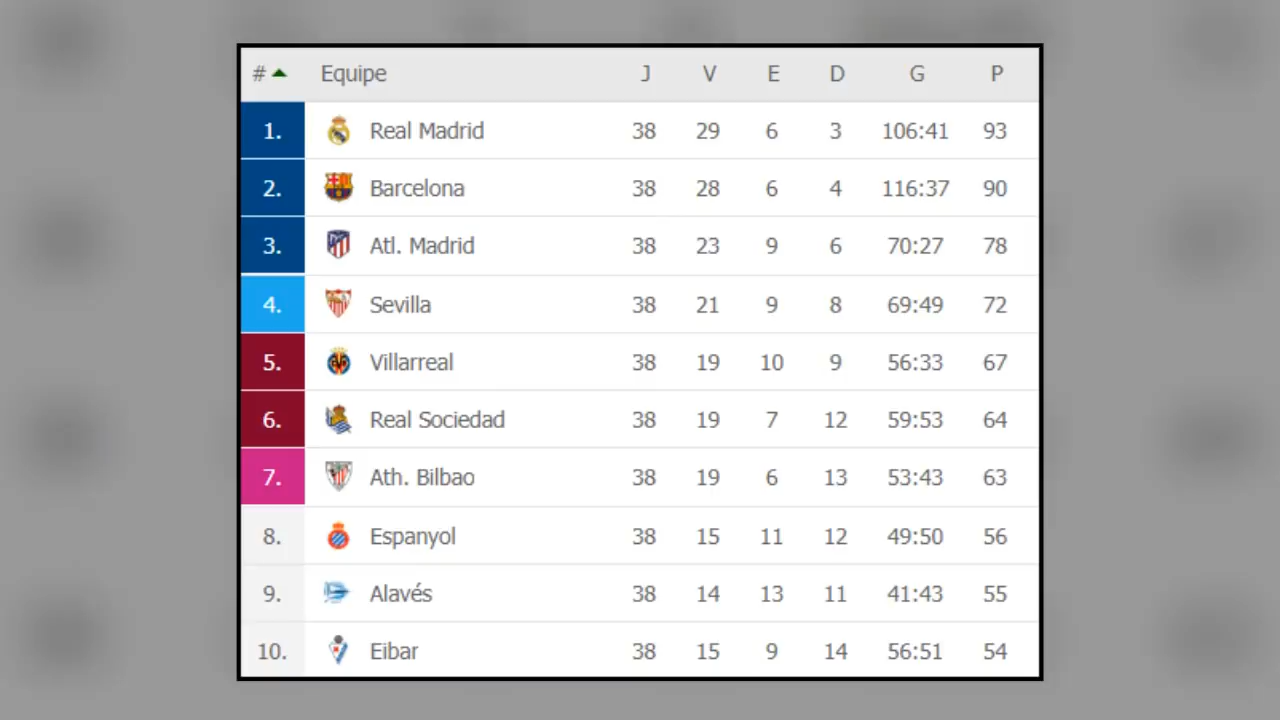 # Equipe J V E D G P
1. Real Madrid 38 29 6 3 106:41 93
2. Barcelona 38 28 6 4 116:37 90
3. Atl. Madrid 38 23 9 6 70:27 78
4. Sevilla 38 21 9 8 69:49 72
5. Villarreal 38 19 10 9 56:33 67
6. Real Sociedad 38 19 7 12 59:53 64
7. Ath. Bilbao 38 19 6 13 53:43 63
8. Espanyol 38 15 11 12 49:50 56
9. Alavés 38 14 13 11 41:43 55
10. Eibar 38 15 9 14 56:51 54